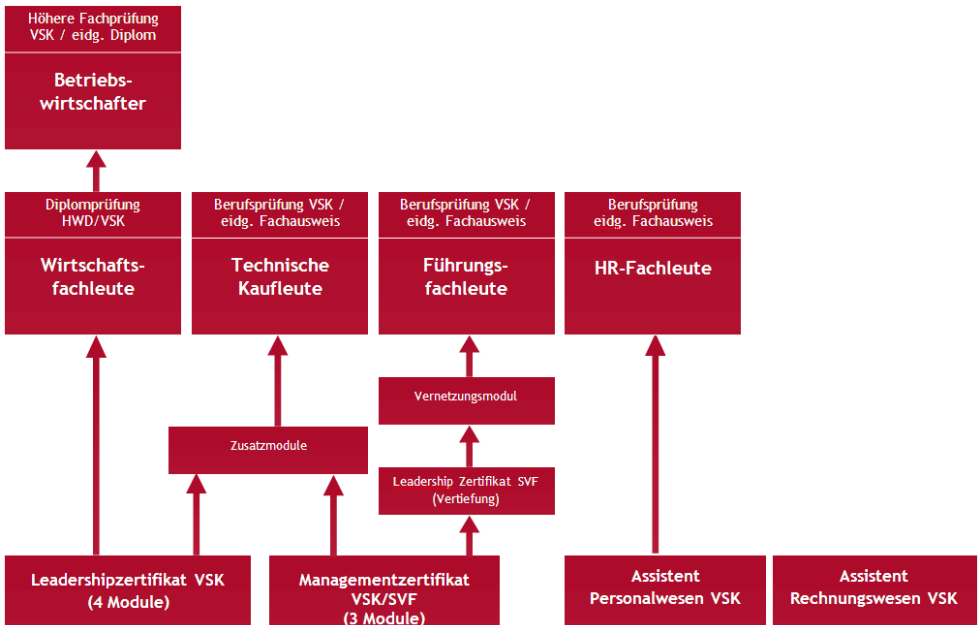 Höhere Fachprüfung
VSK / eidg. Diplom
Betriebs-
wirtschafter
Diplomprüfung
HWD/VSK
Wirtschafts-
fachleute
Berufsprüfung VSK /
eidg. Fachausweis
Technische
Kaufleute
Berufsprüfung VSK /
eidg. Fachausweis
Führungs-
fachleute
Berufsprüfung
eidg. Fachausweis
HR-Fachleute
Vernetzungsmodul
Zusatzmodule
Leadership Zertifikat SVF
(Vertiefung)
Leadershipzertifikat VSK
(4 Module)
Managementzertifikat
VSK/SVF
(3 Module)
Assistent
Personalwesen VSK
Assistent
Rechnungswesen VSK